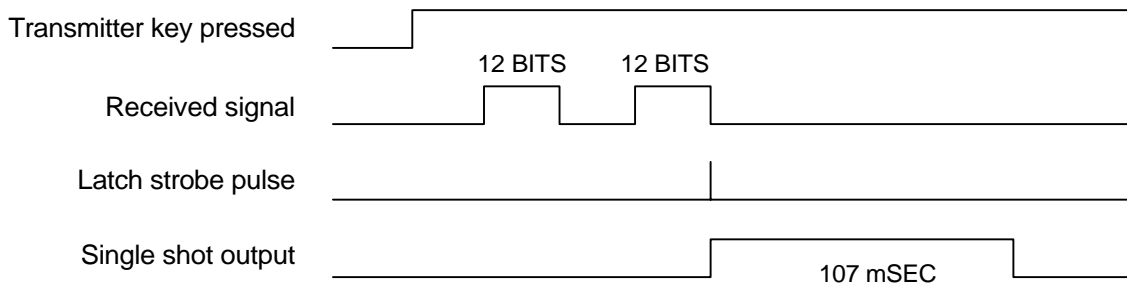 Transmitter key pressed
12 BITS 12 BITS
Received signal
Latch strobe pulse
Single shot output
107 mSEC